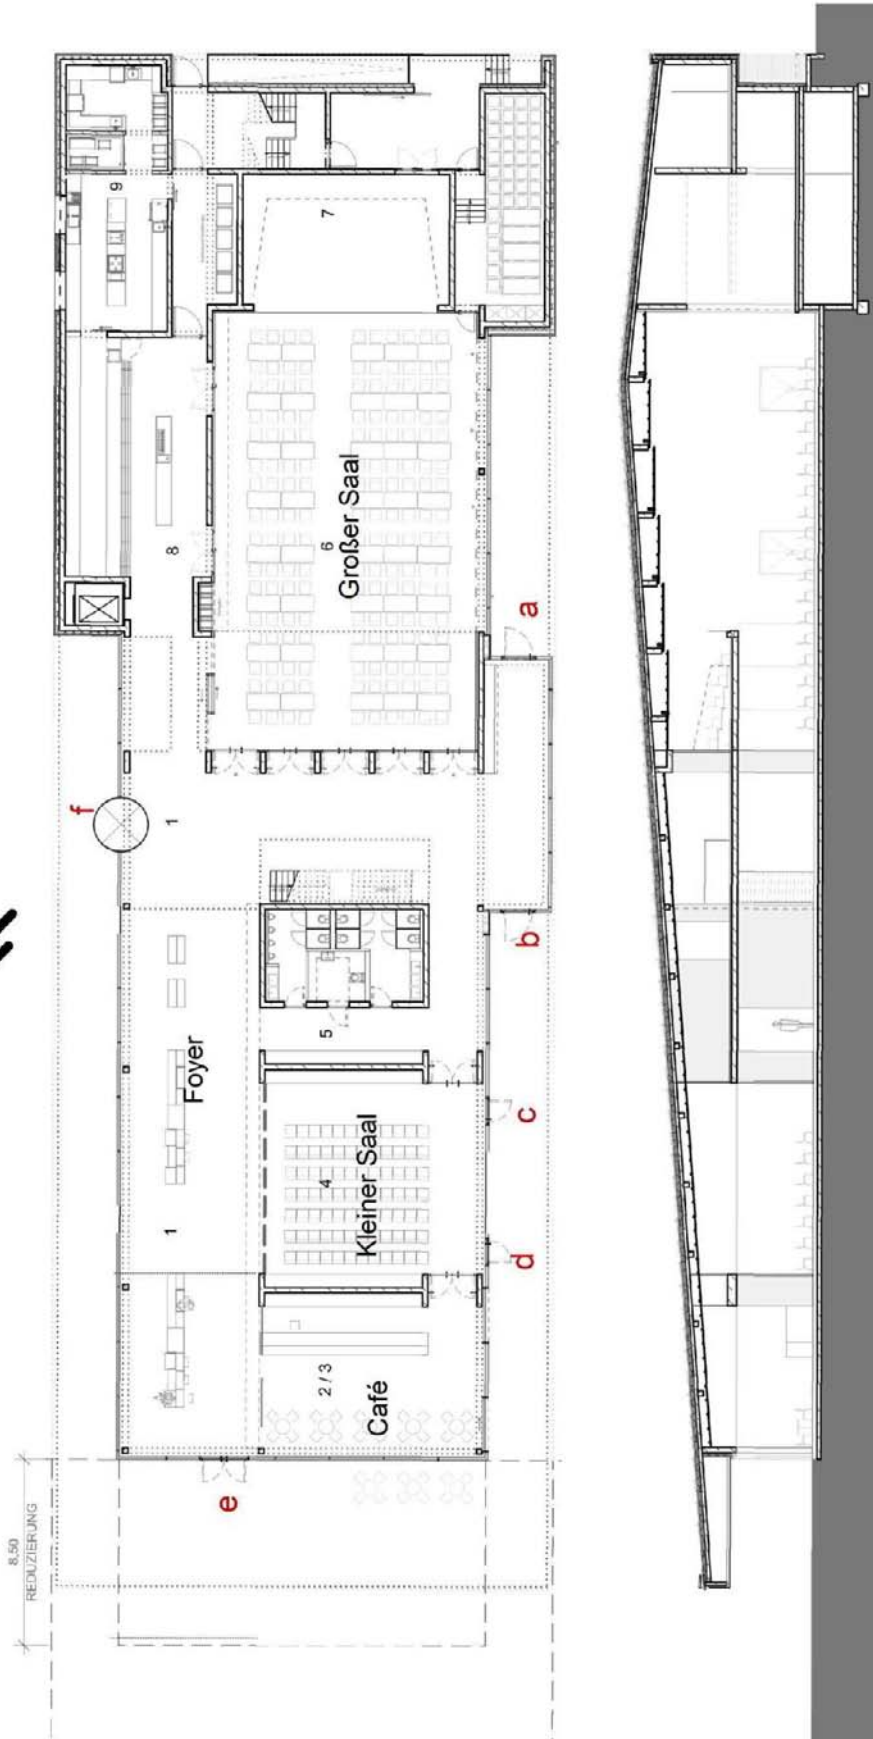 9
7
Großer Saal
6
8
a
f
1
b
5
Foyer
c
Kleiner Saal
4
1
d
2 / 3
Café
e
8,50
REDUZIERUNG